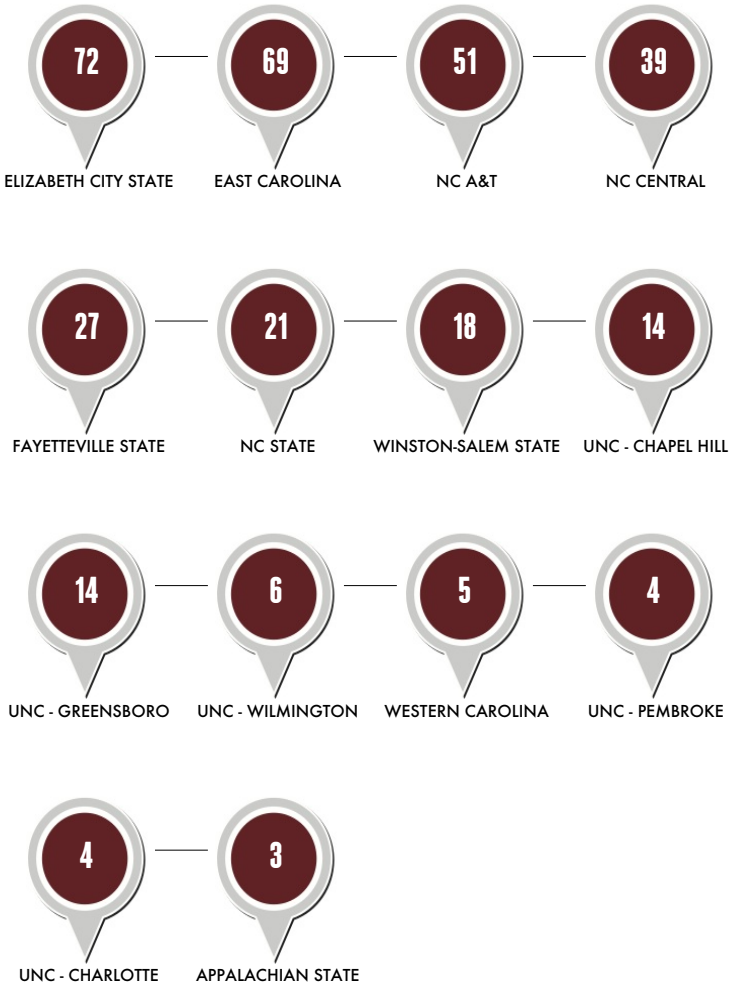 72 69 51 39
ELIZABETH CITY STATE EAST CAROLINA NC A&T NC CENTRAL
27 21 18 14
FAYETTEVILLE STATE NC STATE WINSTON-SALEM STATE UNC - CHAPEL HILL
14 6 5 4
UNC - GREENSBORO UNC - WILMINGTON WESTERN CAROLINA UNC - PEMBROKE
4 3
UNC - CHARLOTTE APPALACHIAN STATE